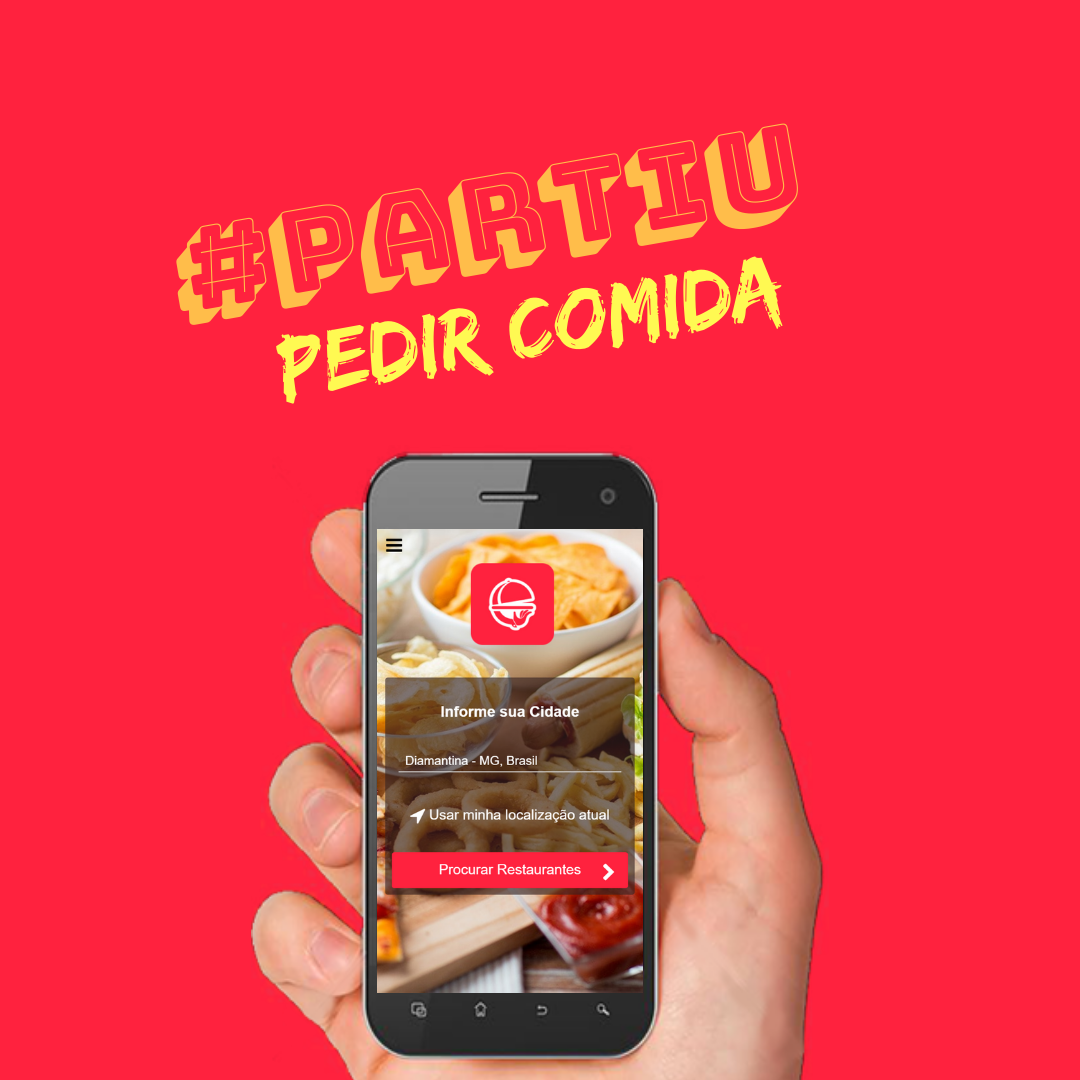 #PARTIU
PEDIR COMIDA
Informe sua Cidade
Diamantina - MG, Brasil
Usar minha localização atual
Procurar Restaurantes